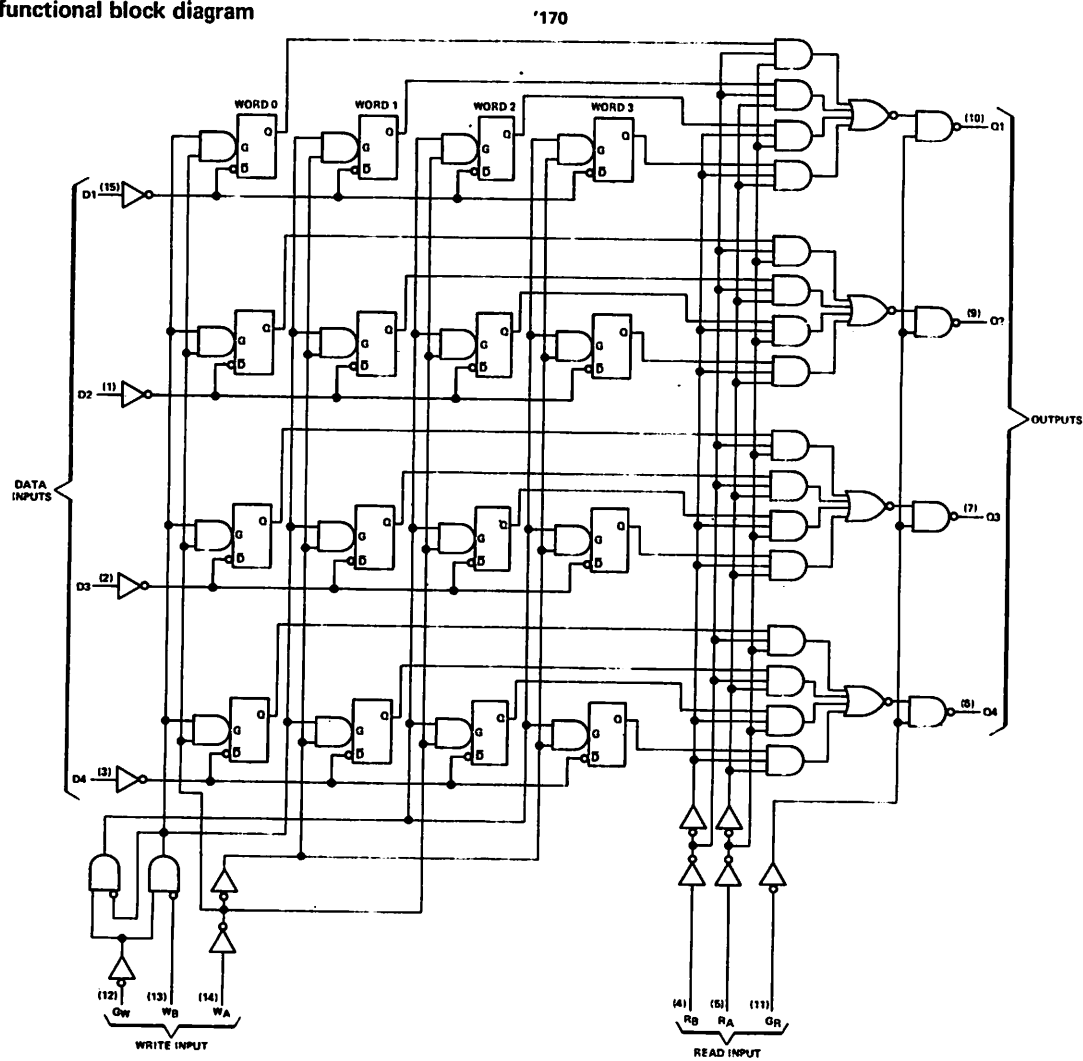 functional block diagram
'170
WORD 0 WORD 1 WORD 2 WORD 3
Q Q Q Q
G G G G
D̅ D̅ D̅ D̅
D1 (15)
(10) Q1
Q Q Q Q
G G G G
D̅ D̅ D̅ D̅
D2 (1)
(9) Q?
OUTPUTS
DATA
INPUTS
Q Q Q Q
G G G G
D̅ D̅ D̅ D̅
D3 (2)
(7) Q3
Q Q Q Q
G G G G
D̅ D̅ D̅ D̅
D4 (3)
(6) Q4
(12) (13) (14)
GW WB WA
WRITE INPUT
(4) (5) (11)
RB RA GR
READ INPUT